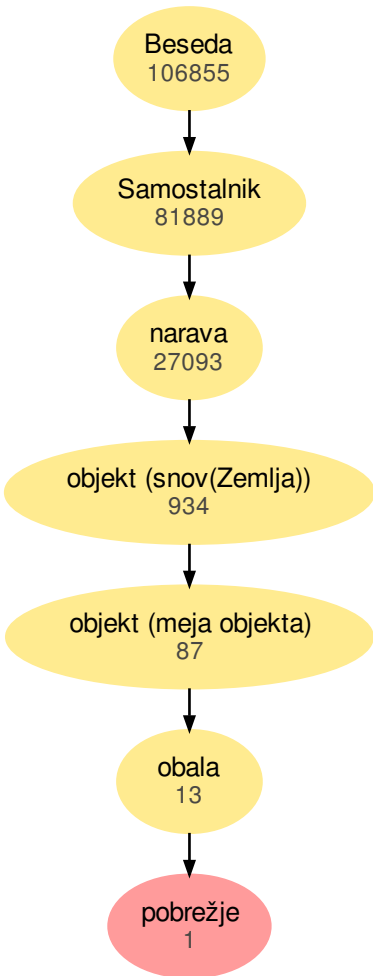 Beseda
106855
Samostalnik
81889
narava
27093
objekt (snov(Zemlja))
934
objekt (meja objekta)
87
obala
13
pobrežje
1